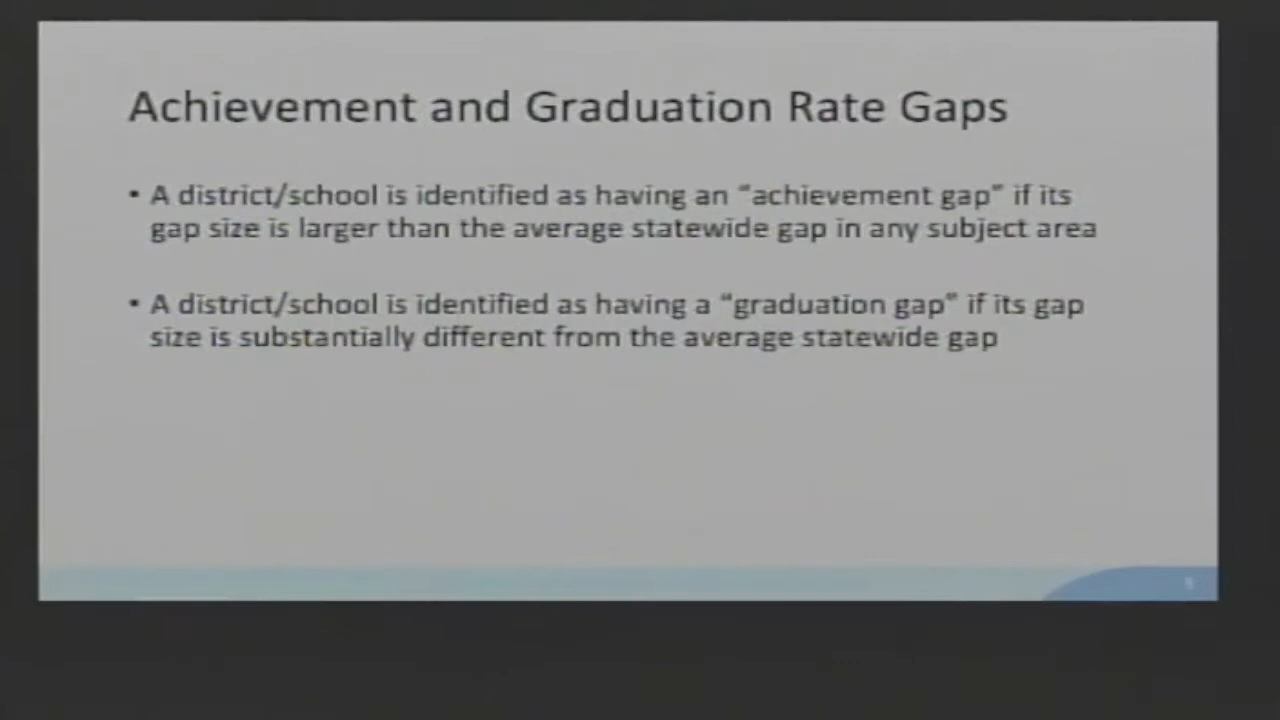 Achievement and Graduation Rate Gaps
• A district/school is identified as having an “achievement gap” if its
gap size is larger than the average statewide gap in any subject area
• A district/school is identified as having a “graduation gap” if its gap
size is substantially different from the average statewide gap